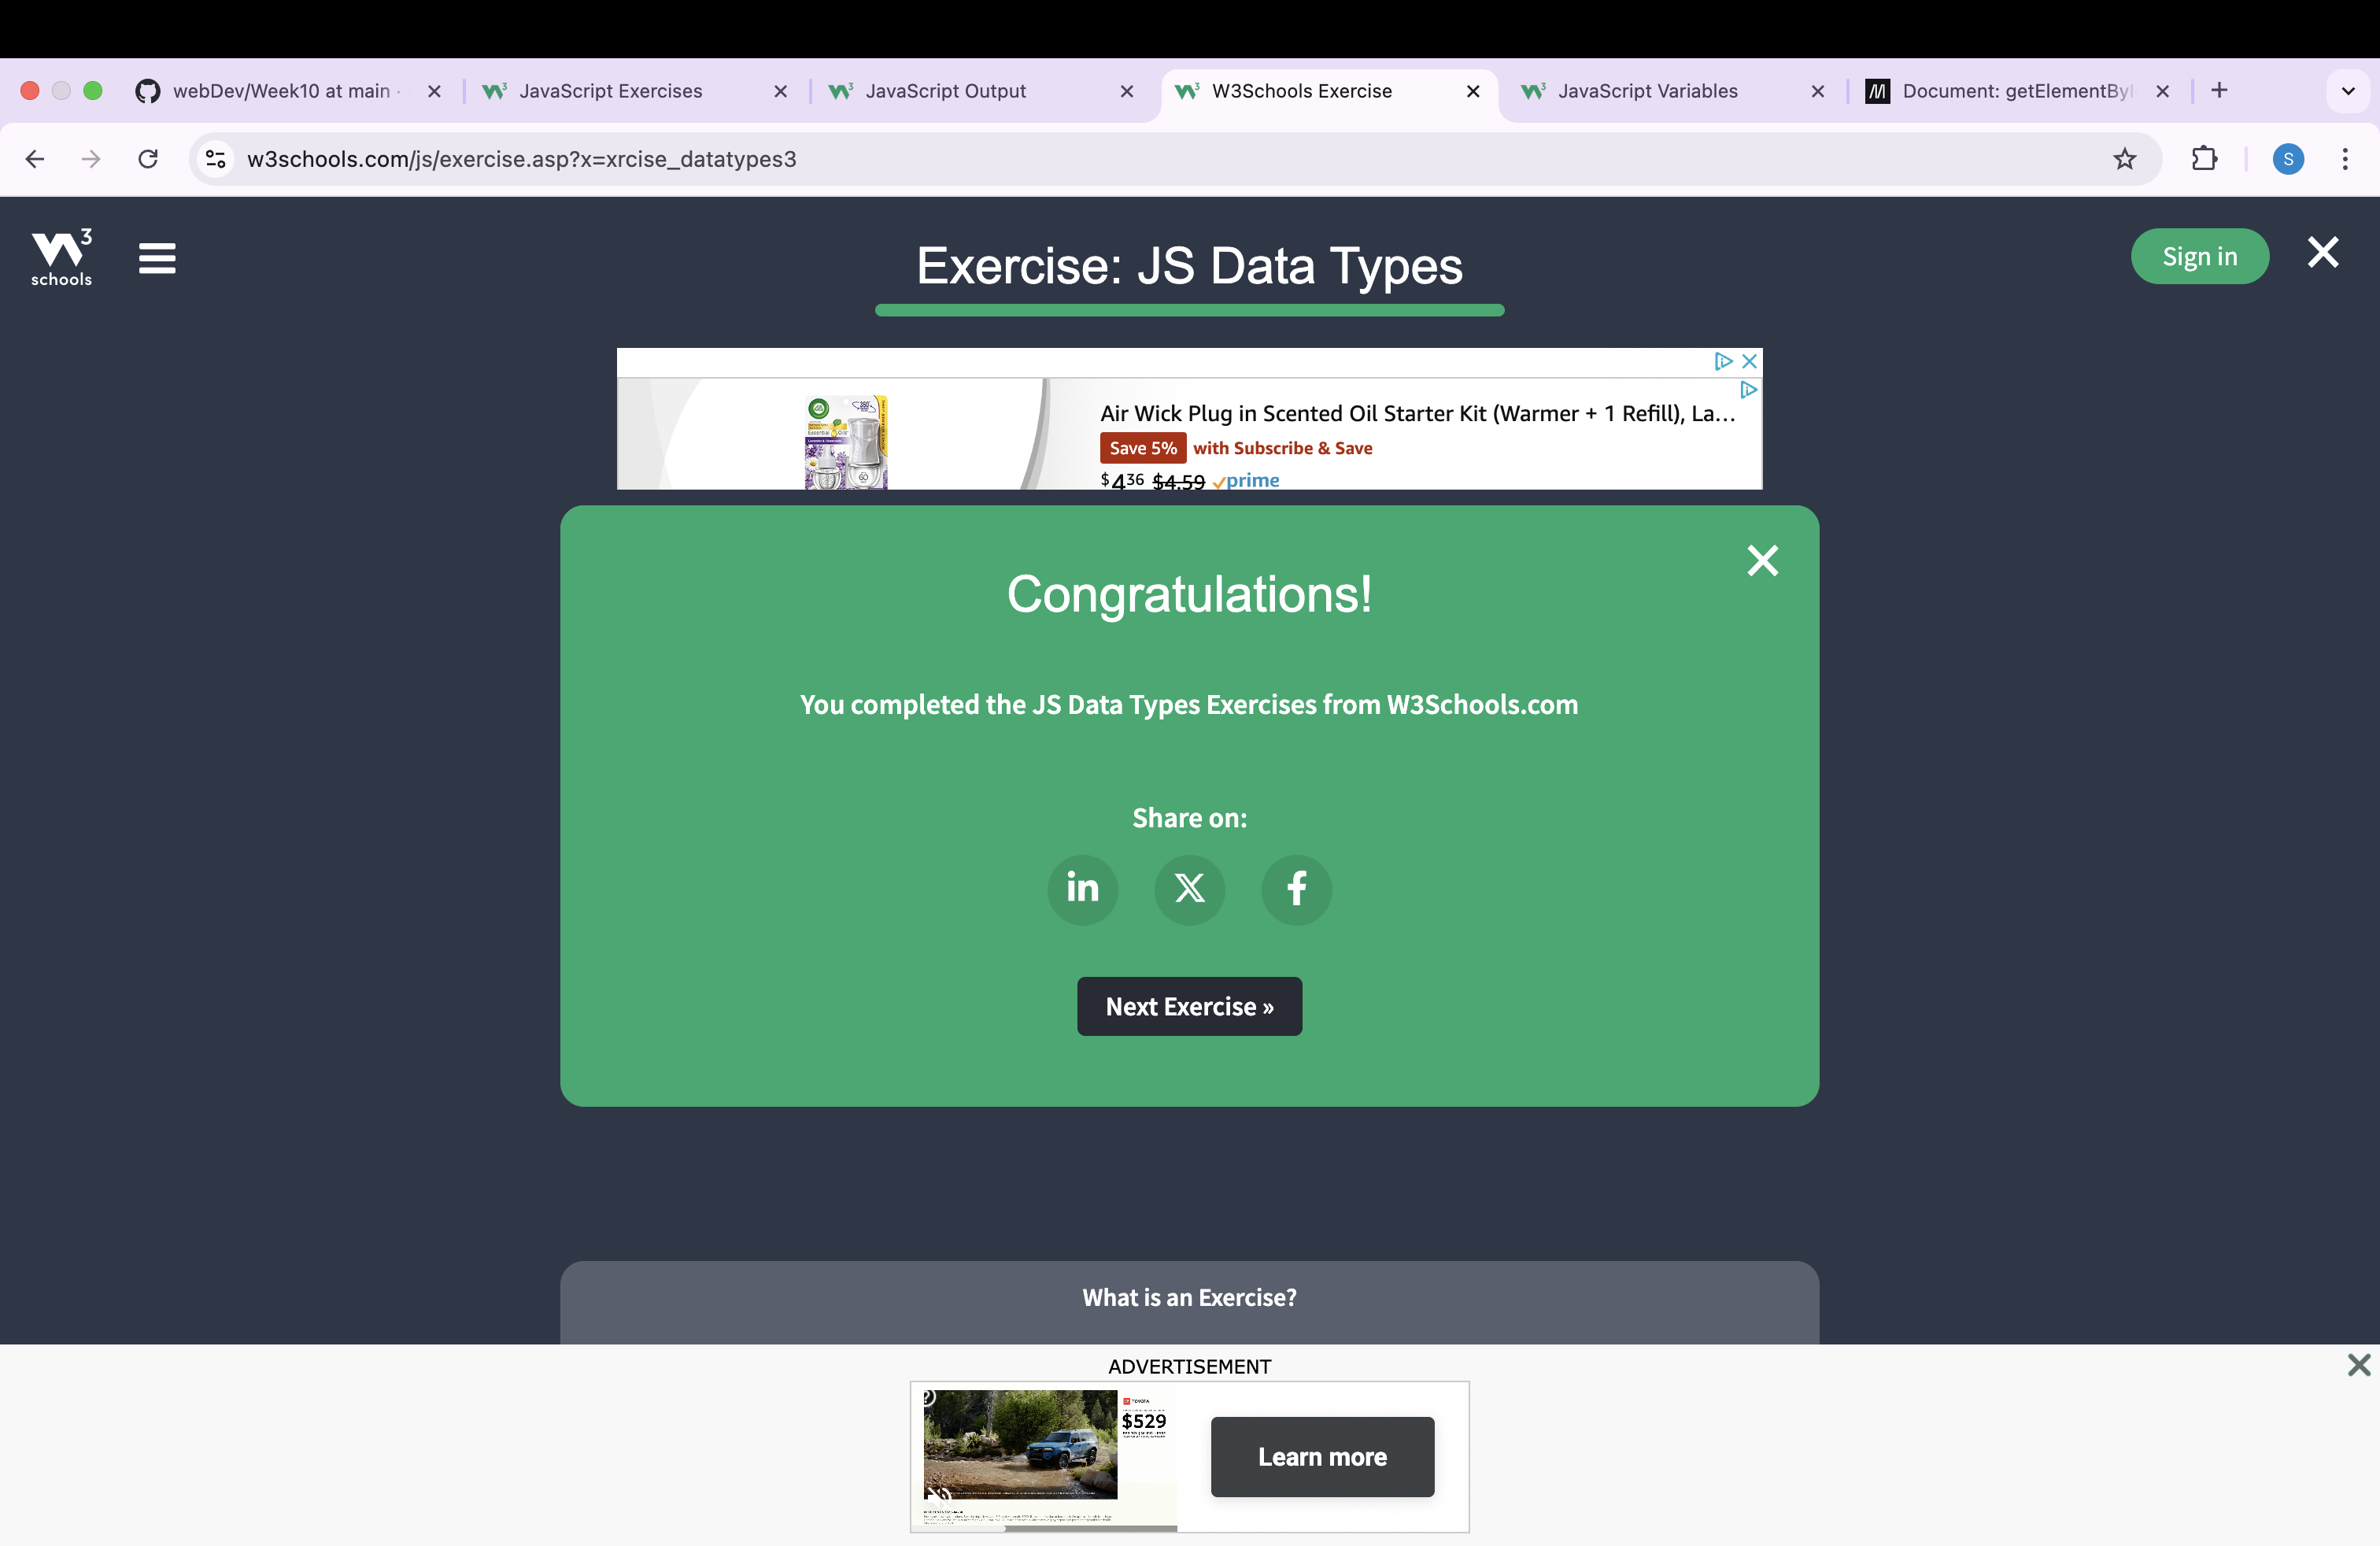 webDev/Week10 at main ·
JavaScript Exercises
JavaScript Output
W3Schools Exercise
JavaScript Variables
Document: getElementByI
w3schools.com/js/exercise.asp?x=xrcise_datatypes3
S
3
schools
Exercise: JS Data Types
Sign in
Air Wick Plug in Scented Oil Starter Kit (Warmer + 1 Refill), La...
Save 5% with Subscribe & Save
$4.36 $4.59 prime
Congratulations!
You completed the JS Data Types Exercises from W3Schools.com
Share on:
in X f
Next Exercise »
What is an Exercise?
ADVERTISEMENT
TOYOTA
$529
Learn more